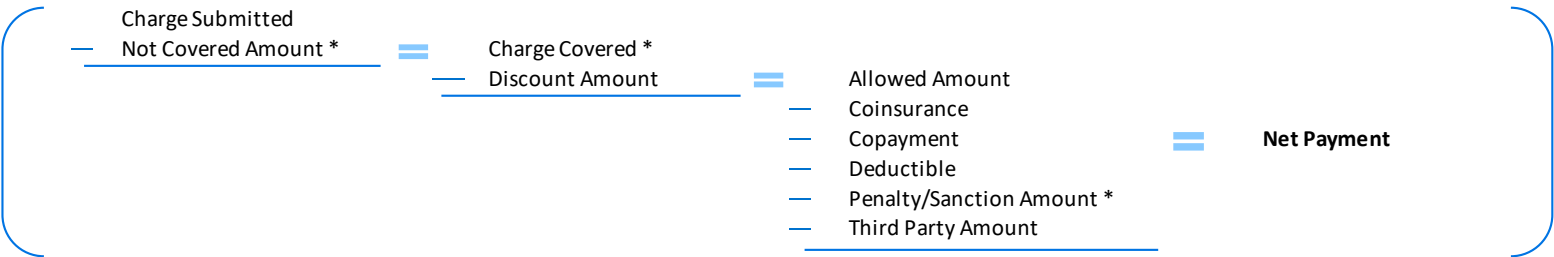 Charge Submitted
— Not Covered Amount * = Charge Covered *
— Discount Amount = Allowed Amount
— Coinsurance
— Copayment = Net Payment
— Deductible
— Penalty/Sanction Amount *
— Third Party Amount